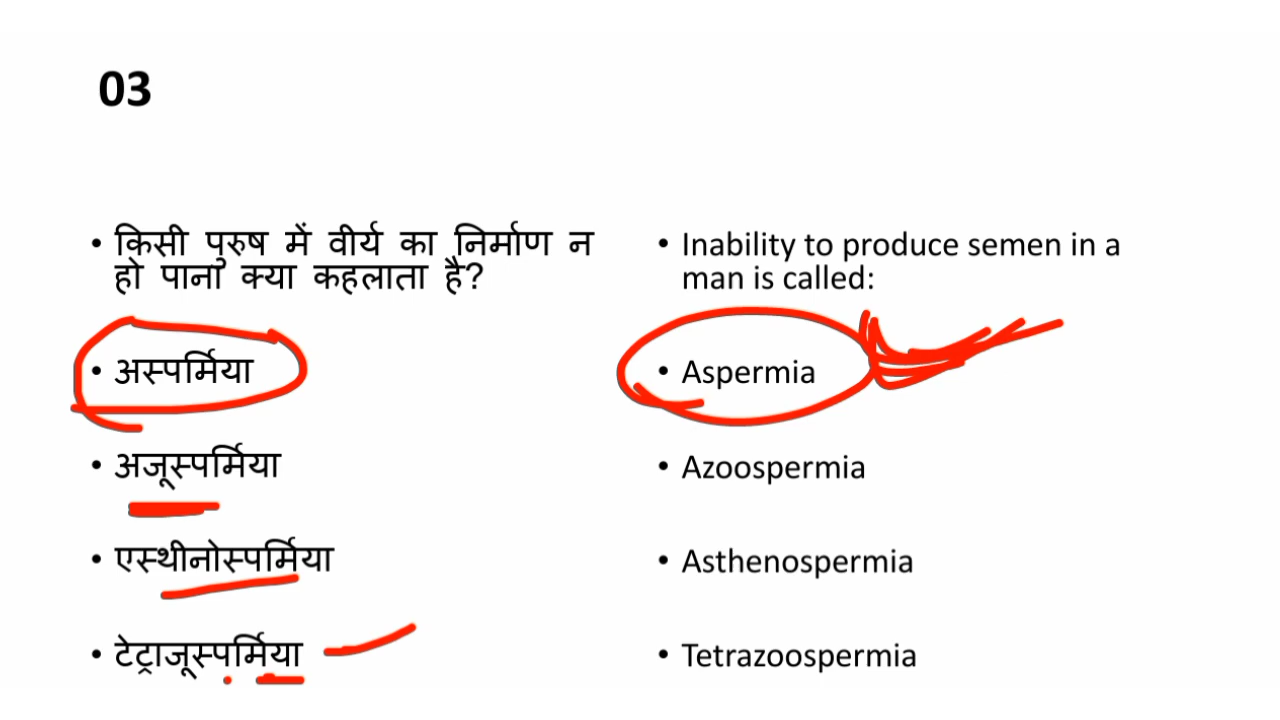 03
• किसी पुरुष में वीर्य का निर्माण न
हो पाना क्या कहलाता है?
• अस्पर्मिया
• अजूस्पर्मिया
• एस्थीनोस्पर्मिया
• टेट्राजूस्पर्मिया
• Inability to produce semen in a
man is called:
• Aspermia
• Azoospermia
• Asthenospermia
• Tetrazoospermia